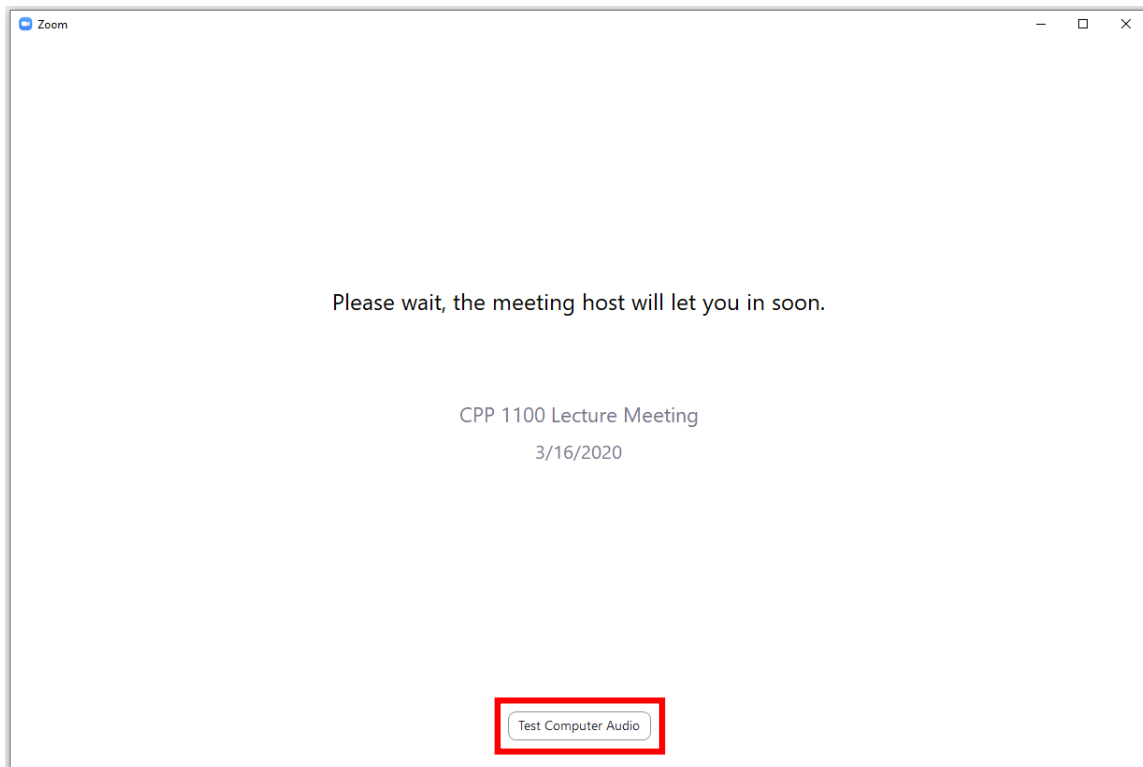 Zoom
Please wait, the meeting host will let you in soon.
CPP 1100 Lecture Meeting
3/16/2020
Test Computer Audio